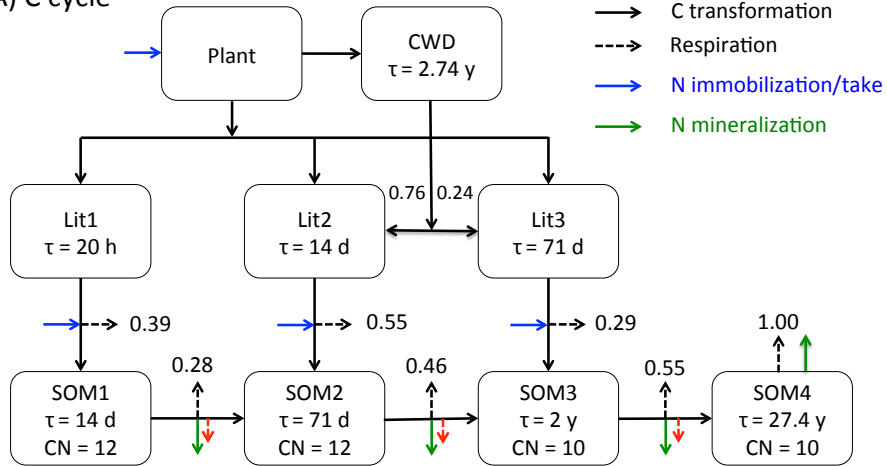 C cycle
C transformation
Respiration
N immobilization/take
N mineralization
Plant
CWD
τ = 2.74 y
0.76
0.24
Lit1
τ = 20 h
Lit2
τ = 14 d
Lit3
τ = 71 d
0.39
0.55
0.29
0.28
0.46
0.55
1.00
SOM1
τ = 14 d
CN = 12
SOM2
τ = 71 d
CN = 12
SOM3
τ = 2 y
CN = 10
SOM4
τ = 27.4 y
CN = 10